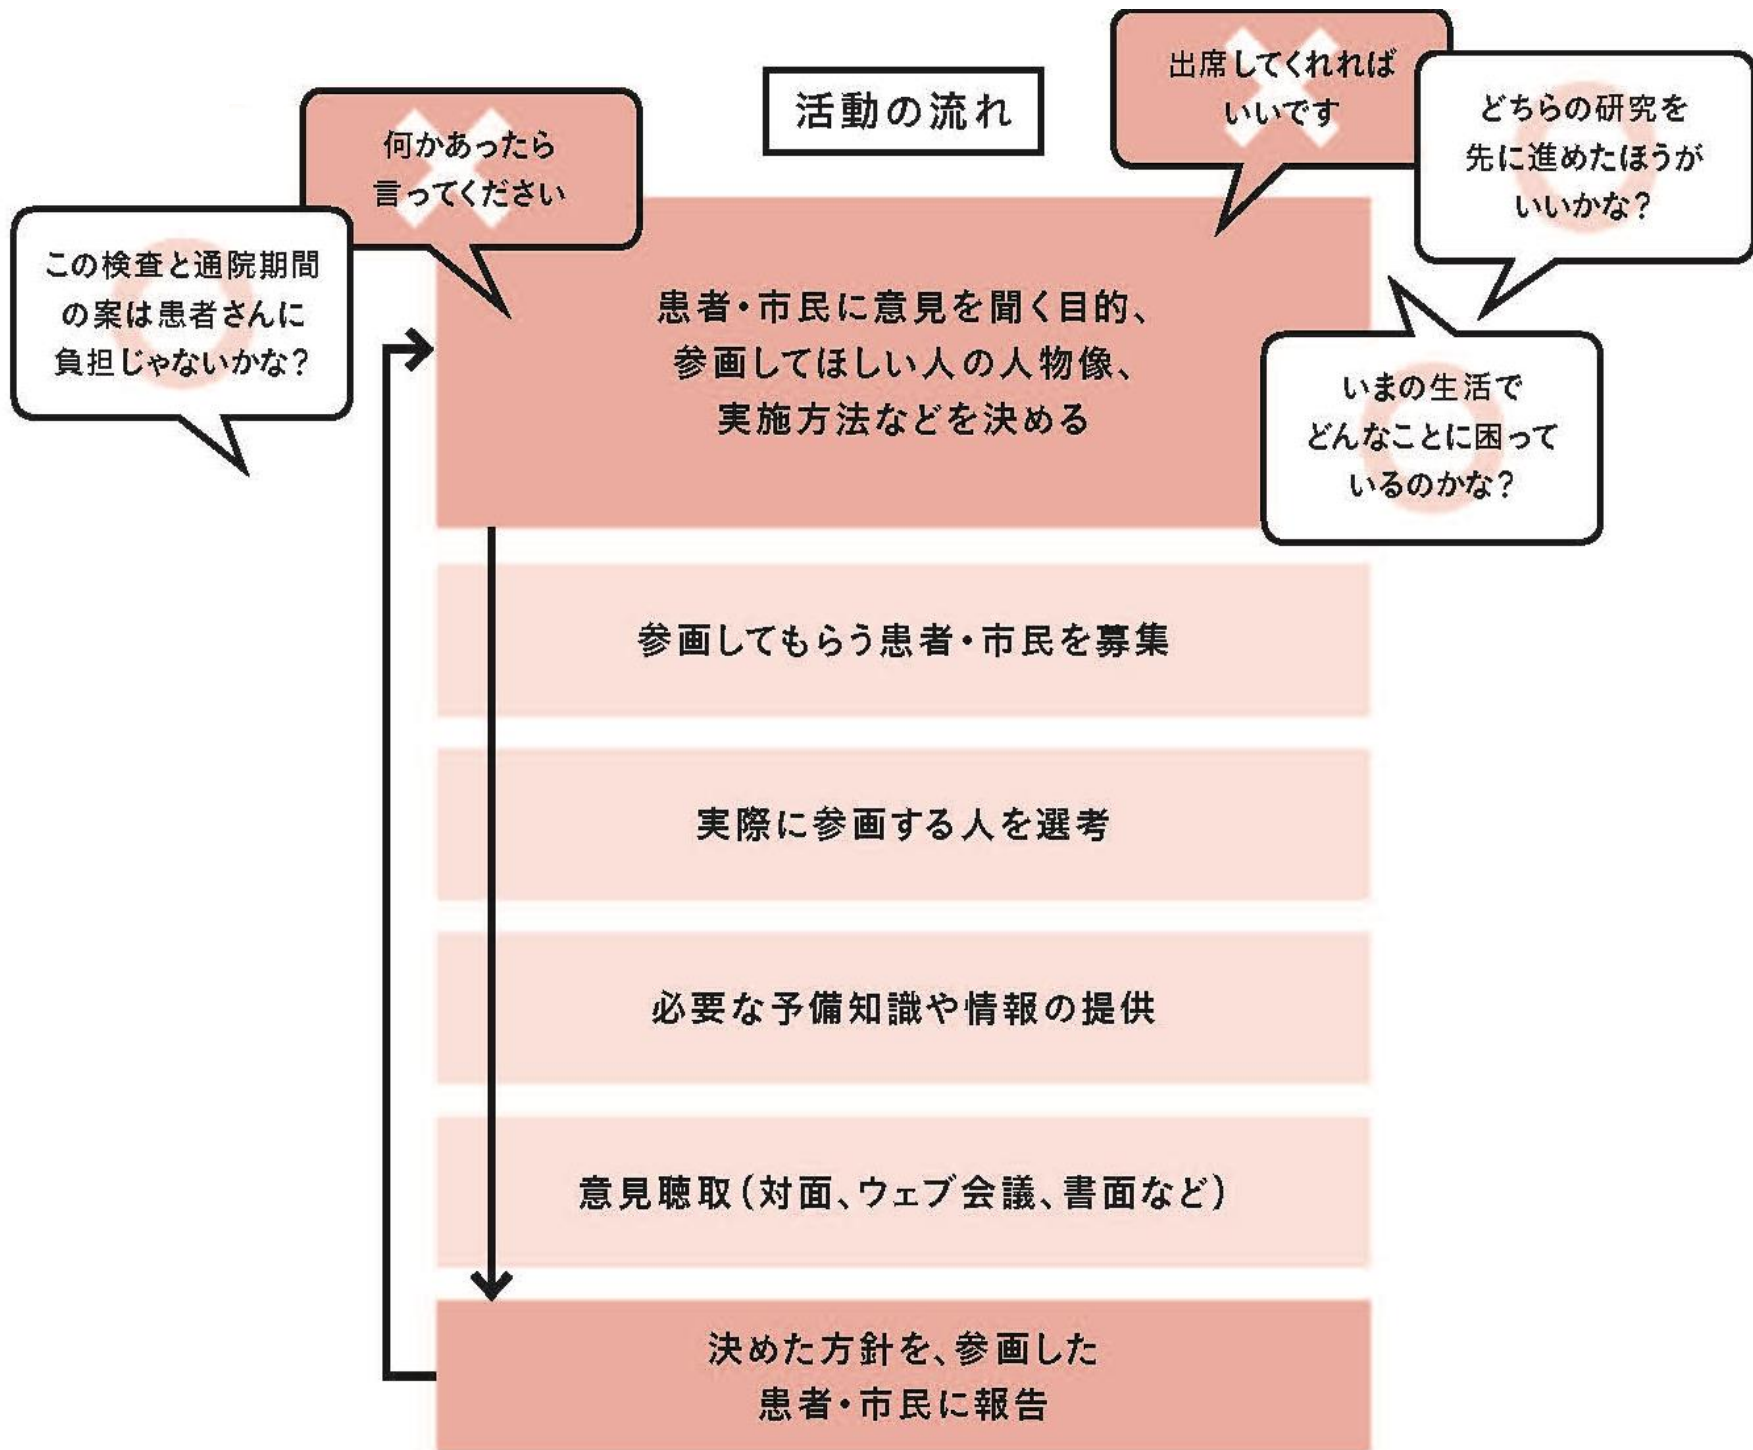 活動の流れ
何かあったら
言ってください
この検査と通院期間
の案は患者さんに
負担じゃないかな？
出席してくれれば
いいです
どちらの研究を
先に進めたほうが
いいかな？
いまの生活で
どんなことに困って
いるのかな？
患者・市民に意見を聞く目的、
参画してほしい人の人物像、
実施方法などを決める
参画してもらう患者・市民を募集
実際に参画する人を選考
必要な予備知識や情報の提供
意見聴取（対面、ウェブ会議、書面など）
決めた方針を、参画した
患者・市民に報告